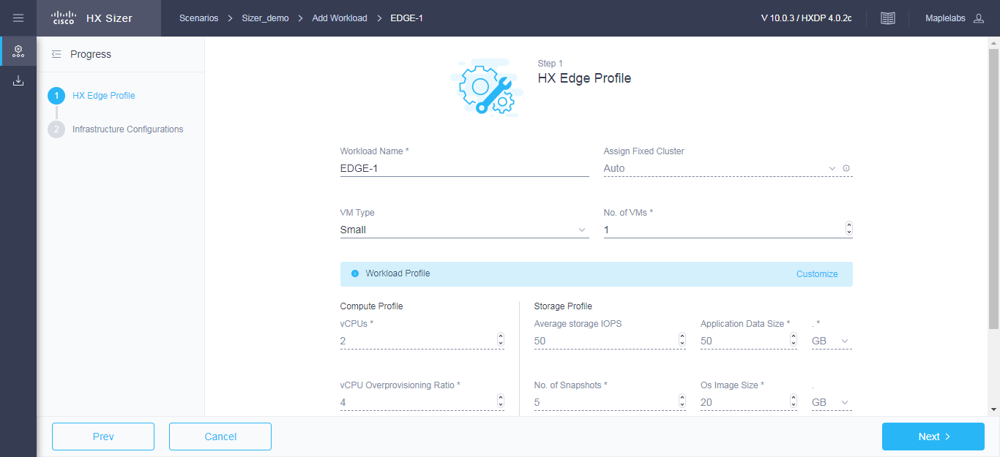 CISCO HX Sizer Scenarios > Sizer_demo > Add Workload > EDGE-1 V 10.0.3 / HXDP 4.0.2c Maplelabs
Progress
1 HX Edge Profile
2 Infrastructure Configurations
Step 1
HX Edge Profile
Workload Name * Assign Fixed Cluster
EDGE-1 Auto
VM Type No. of VMs *
Small 1
Workload Profile Customize
Compute Profile Storage Profile
vCPUs * Average storage IOPS Application Data Size * . *
2 50 50 GB
vCPU Overprovisioning Ratio * No. of Snapshots * Os Image Size * .
4 5 20 GB
Prev Cancel Next >